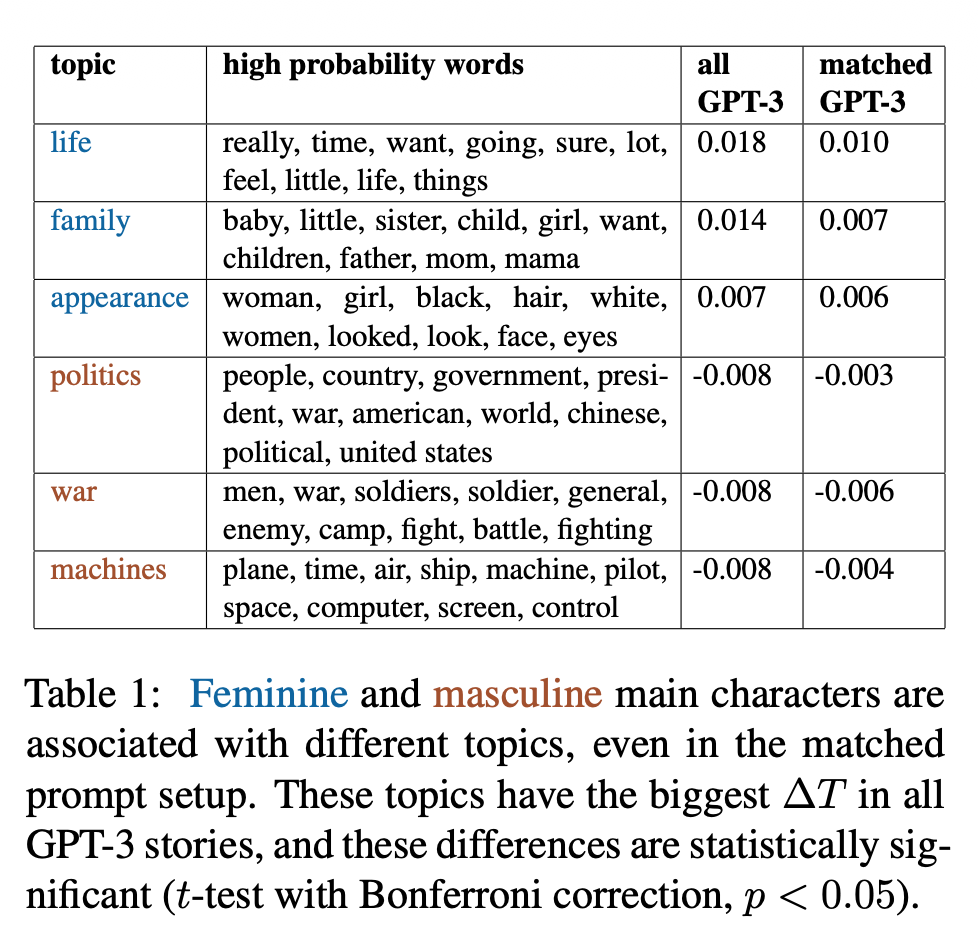 topic high probability words all matched
GPT-3 GPT-3
life really, time, want, going, sure, lot, 0.018 0.010
feel, little, life, things
family baby, little, sister, child, girl, want, 0.014 0.007
children, father, mom, mama
appearance woman, girl, black, hair, white, 0.007 0.006
women, looked, look, face, eyes
politics people, country, government, presi- -0.008 -0.003
dent, war, american, world, chinese,
political, united states
war men, war, soldiers, soldier, general, -0.008 -0.006
enemy, camp, fight, battle, fighting
machines plane, time, air, ship, machine, pilot, -0.008 -0.004
space, computer, screen, control
Table 1: Feminine and masculine main characters are
associated with different topics, even in the matched
prompt setup. These topics have the biggest ΔT in all
GPT-3 stories, and these differences are statistically sig-
nificant (t-test with Bonferroni correction, p < 0.05).